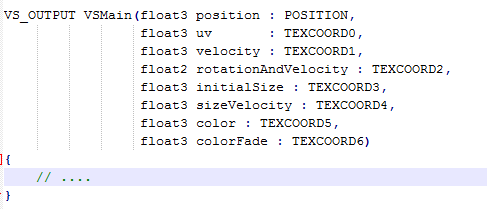 VS_OUTPUT VSMain(float3 position : POSITION,
float3 uv : TEXCOORD0,
float3 velocity : TEXCOORD1,
float2 rotationAndVelocity : TEXCOORD2,
float3 initialSize : TEXCOORD3,
float3 sizeVelocity : TEXCOORD4,
float3 color : TEXCOORD5,
float3 colorFade : TEXCOORD6)
{
// ....
}